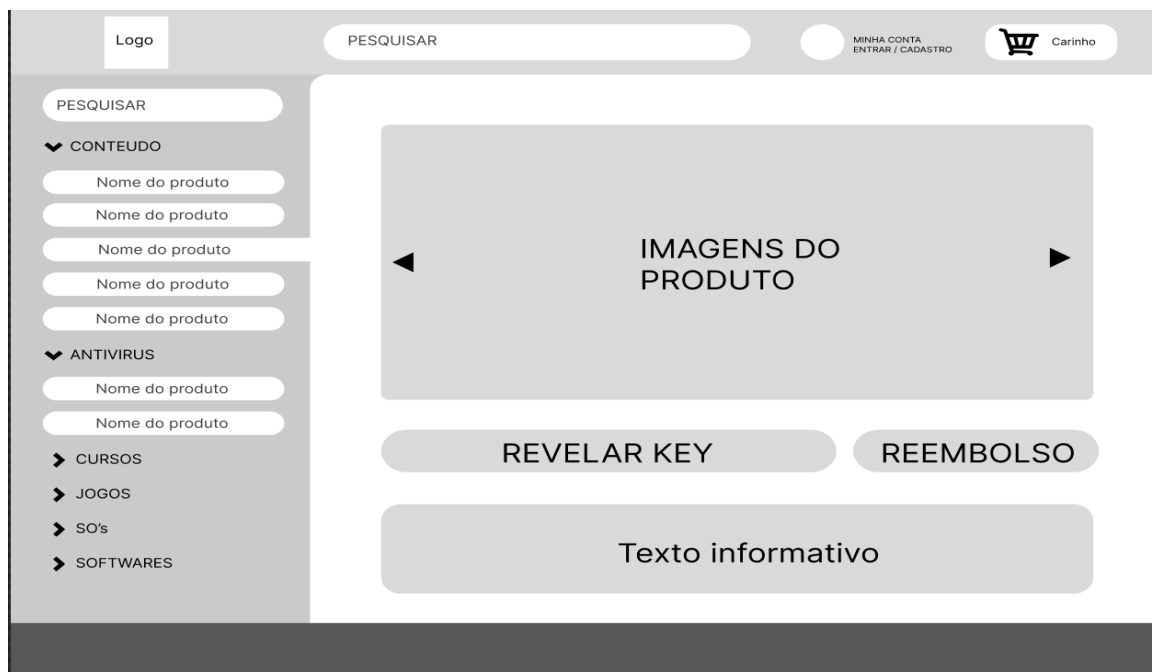 Logo
PESQUISAR
MINHA CONTA
ENTRAR / CADASTRO
Carinho
PESQUISAR
CONTEUDO
Nome do produto
Nome do produto
Nome do produto
Nome do produto
Nome do produto
ANTIVIRUS
Nome do produto
Nome do produto
CURSOS
JOGOS
SO's
SOFTWARES
IMAGENS DO
PRODUTO
REVELAR KEY
REEMBOLSO
Texto informativo